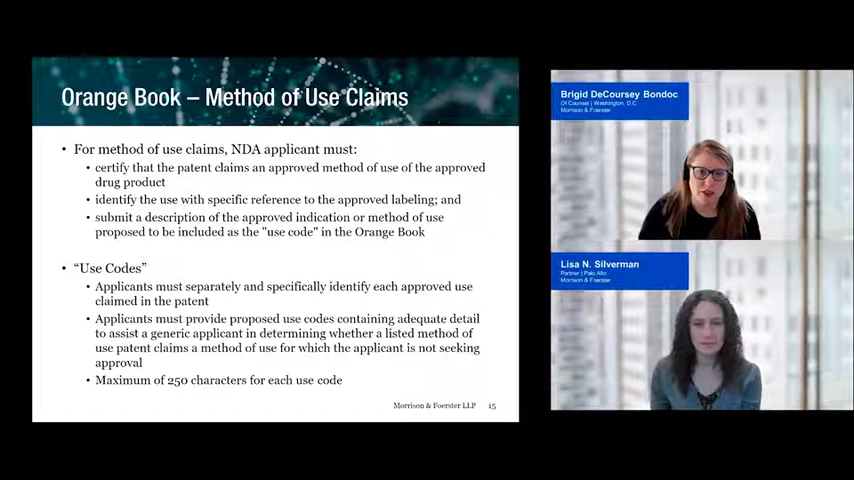 Orange Book – Method of Use Claims
• For method of use claims, NDA applicant must:
• certify that the patent claims an approved method of use of the approved
drug product
• identify the use with specific reference to the approved labeling; and
• submit a description of the approved indication or method of use
proposed to be included as the "use code" in the Orange Book
• “Use Codes”
• Applicants must separately and specifically identify each approved use
claimed in the patent
• Applicants must provide proposed use codes containing adequate detail
to assist a generic applicant in determining whether a listed method of
use patent claims a method of use for which the applicant is not seeking
approval
• Maximum of 250 characters for each use code
Morrison & Foerster LLP 15
Brigid DeCoursey Bondoc
Of Counsel | Washington, D.C.
Morrison & Foerster
Lisa N. Silverman
Partner | Palo Alto
Morrison & Foerster